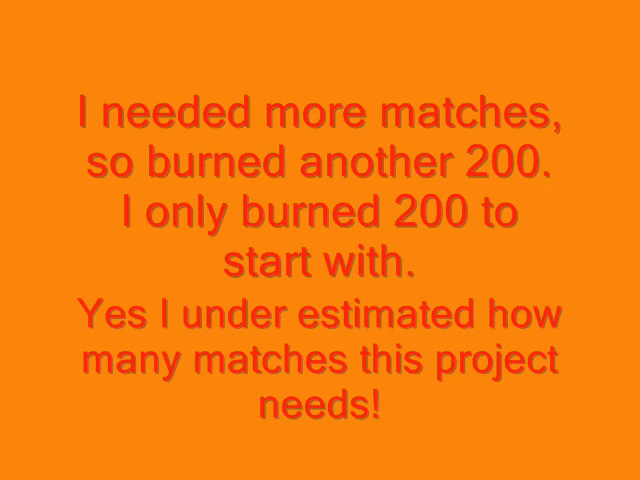 I needed more matches,
so burned another 200.
I only burned 200 to
start with.
Yes I under estimated how
many matches this project
needs!